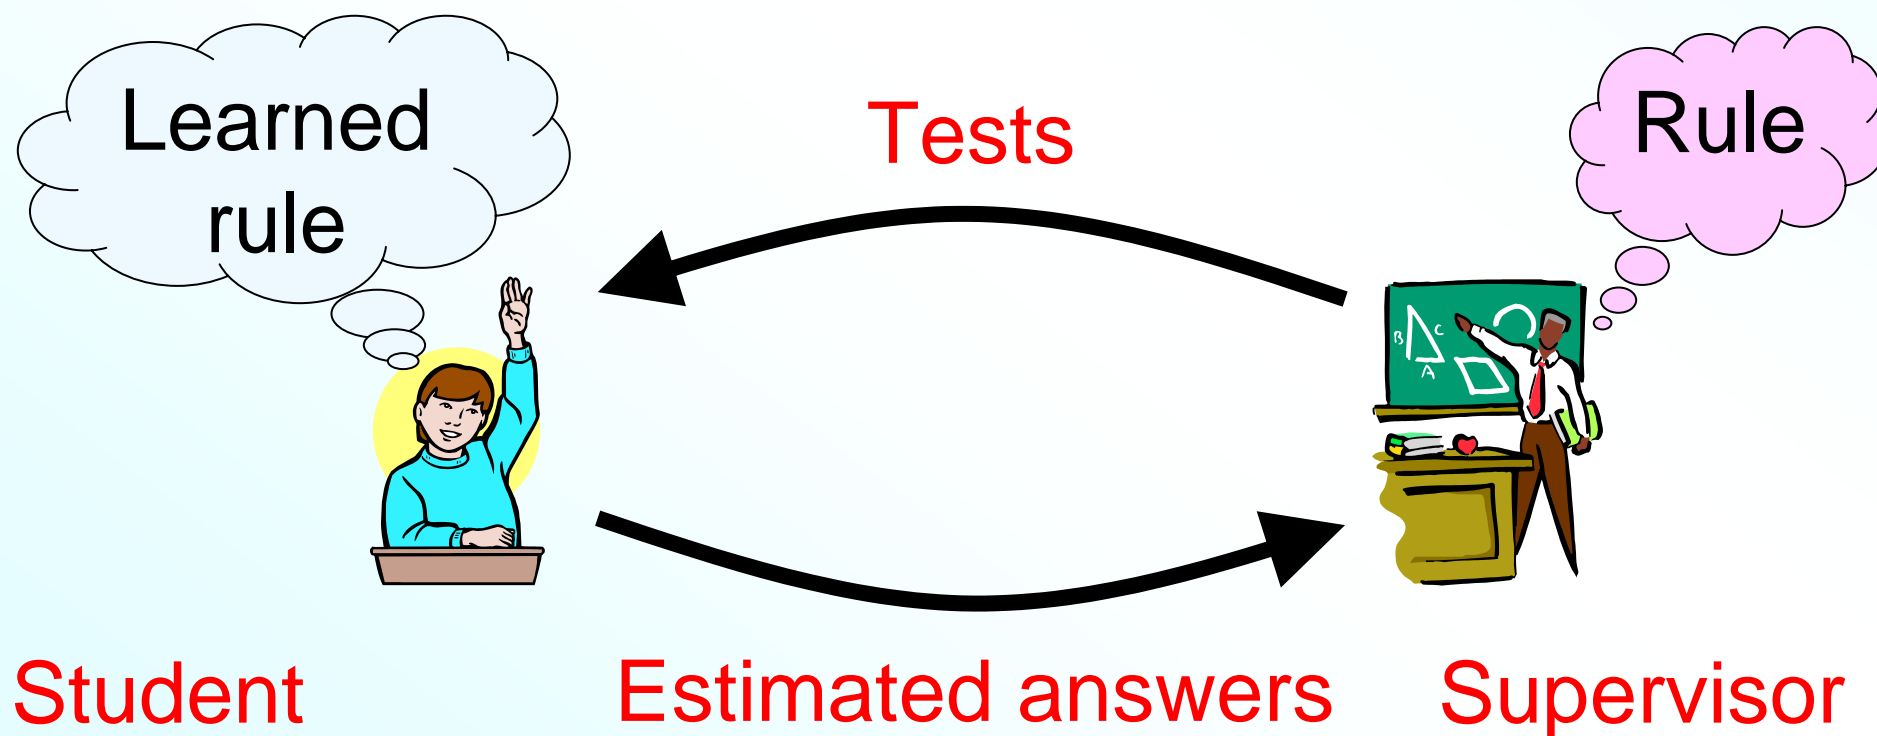 Learned
rule
Tests
Rule
B
C
A
Student
Estimated answers
Supervisor